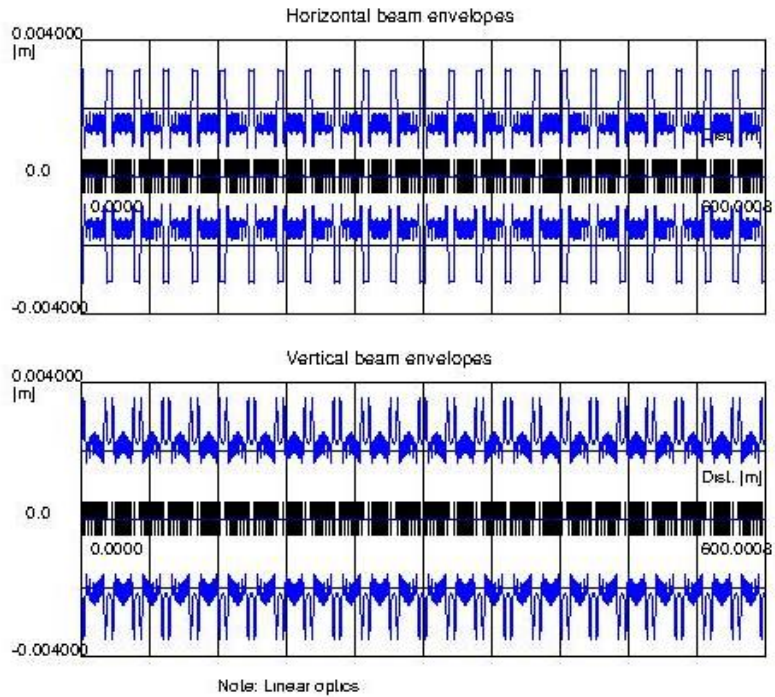 Horizontal beam envelopes
0.004000
[m]
Dist. [m]
0.0
0.0000
600.0008
-0.004000
Vertical beam envelopes
0.004000
[m]
Dist. [m]
0.0
0.0000
600.0008
-0.004000
Note: Linear optics